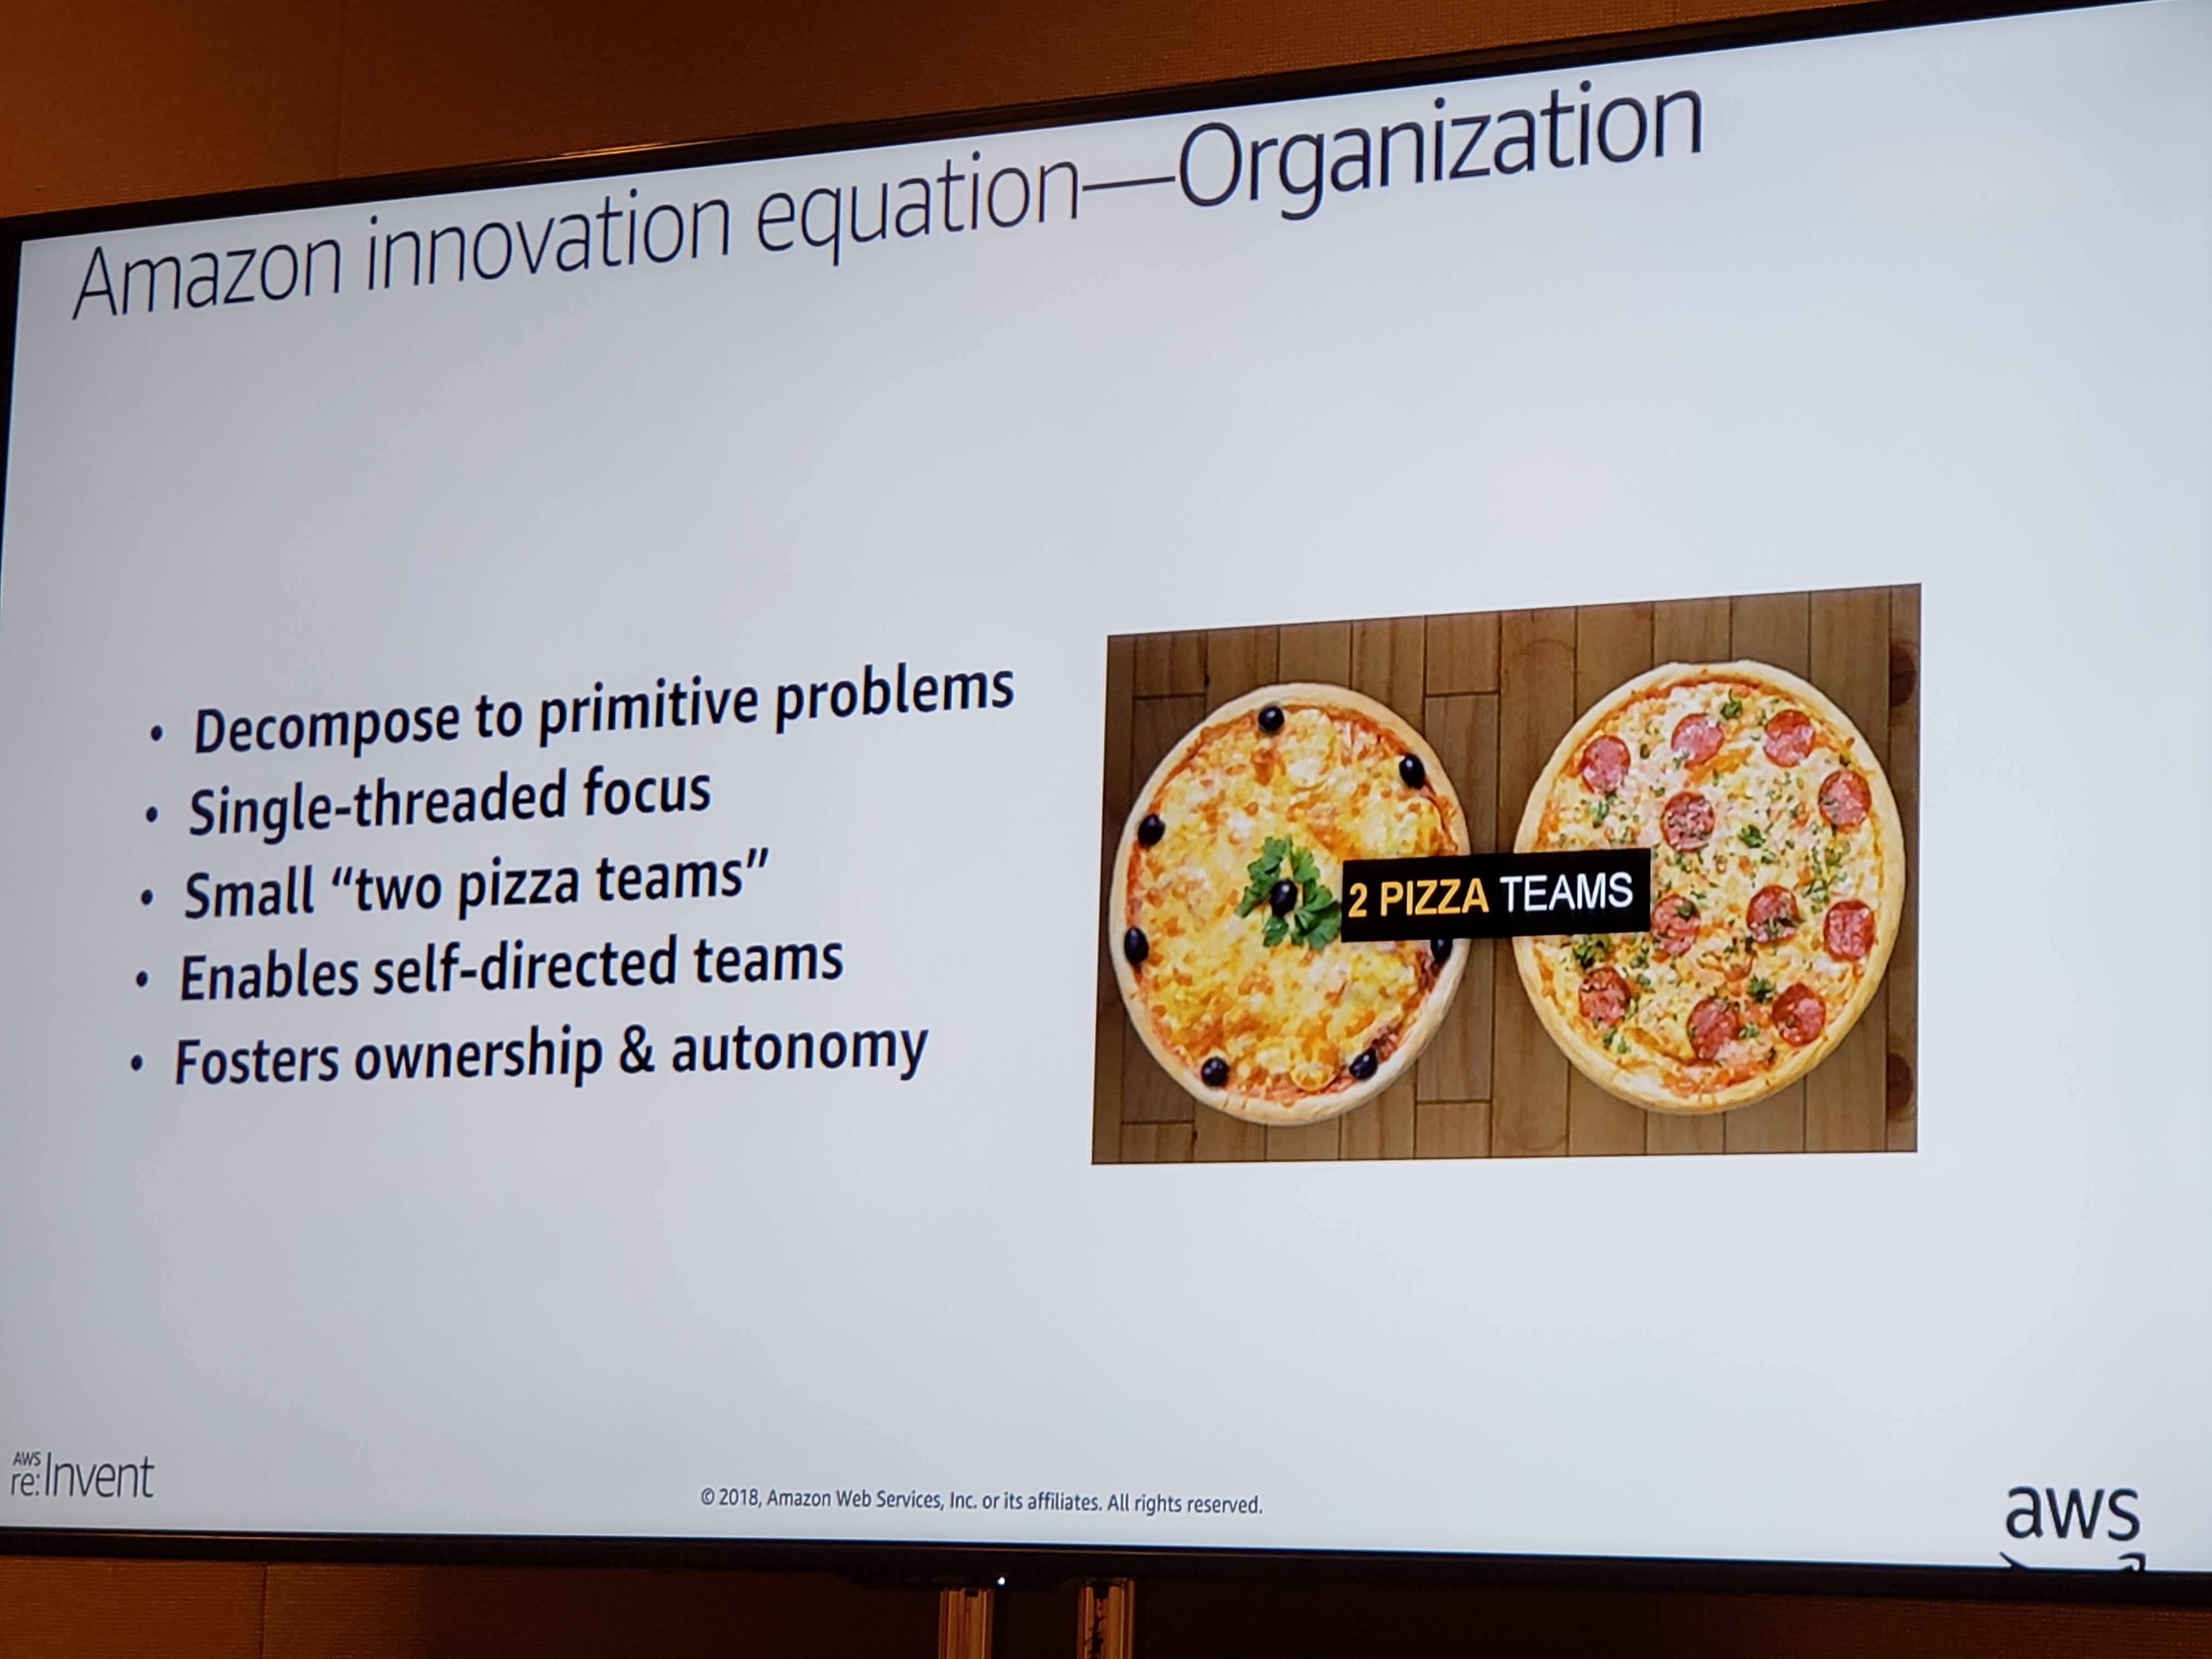 Amazon innovation equation—Organization
• Decompose to primitive problems
• Single-threaded focus
• Small “two pizza teams”
• Enables self-directed teams
• Fosters ownership & autonomy
2 PIZZA TEAMS
AWS
re:Invent
© 2018, Amazon Web Services, Inc. or its affiliates. All rights reserved.
aws